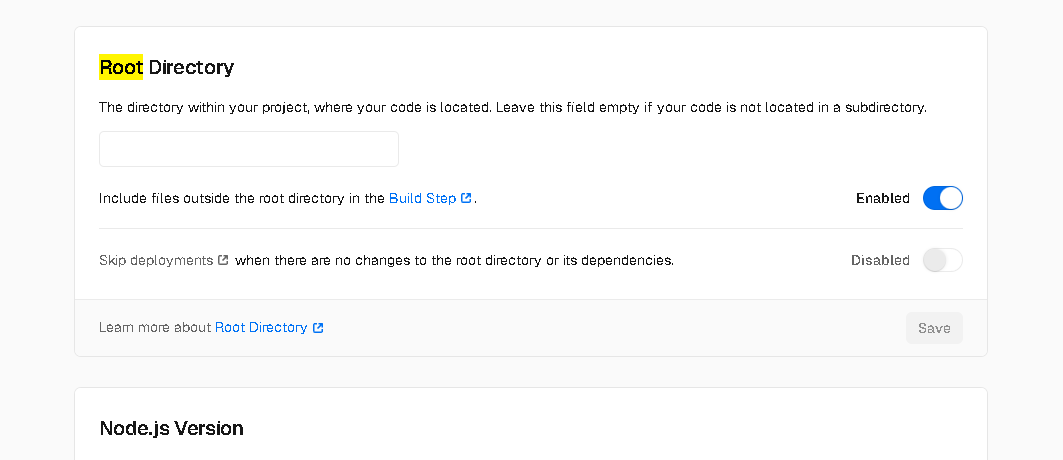 Root Directory
The directory within your project, where your code is located. Leave this field empty if your code is not located in a subdirectory.
Include files outside the root directory in the Build Step .
Enabled
Skip deployments when there are no changes to the root directory or its dependencies.
Disabled
Learn more about Root Directory
Save
Node.js Version